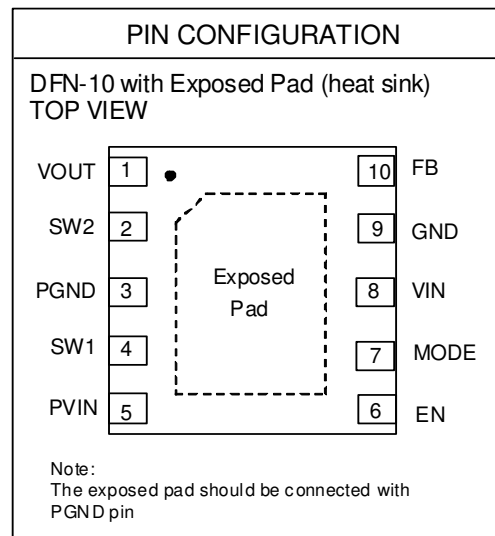 PIN CONFIGURATION
DFN-10 with Exposed Pad (heat sink)
TOP VIEW
VOUT 1
10 FB
SW2 2
9 GND
PGND 3
8 VIN
SW1 4
7 MODE
PVIN 5
6 EN
Exposed
Pad
Note:
The exposed pad should be connected with
PGND pin